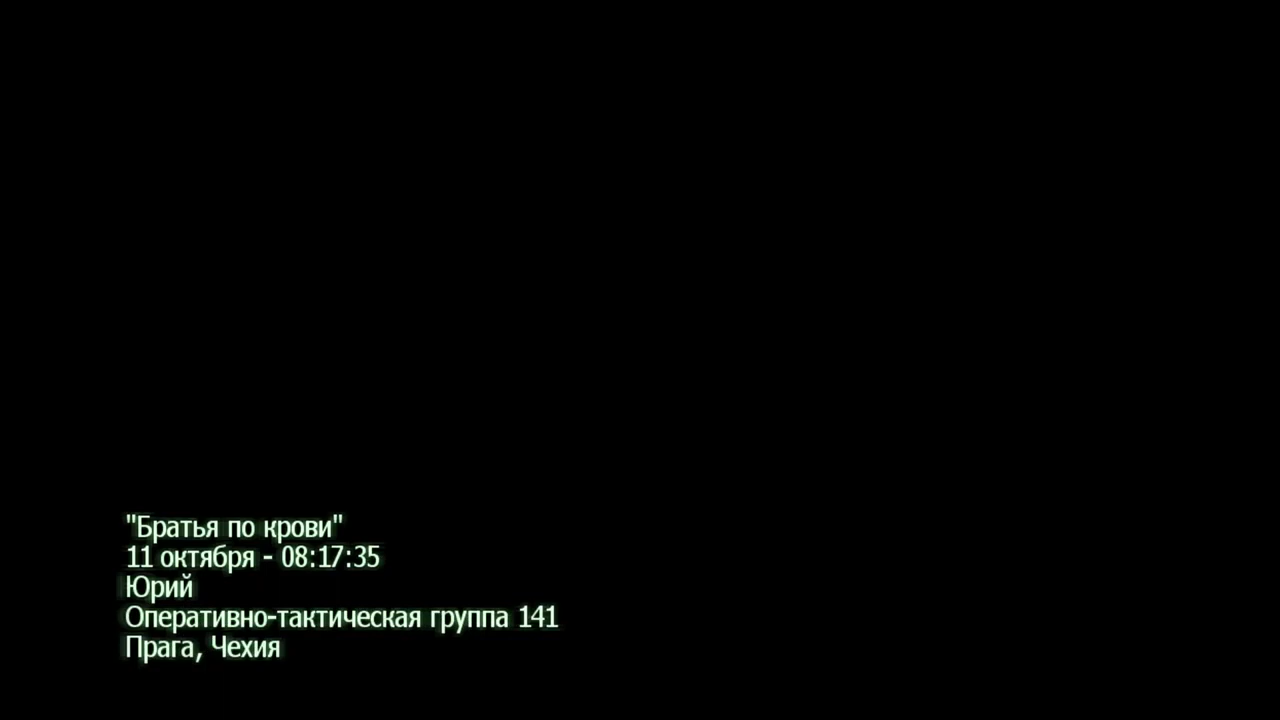 "Братья по крови"
11 октября - 08:17:35
Юрий
Оперативно-тактическая группа 141
Прага, Чехия